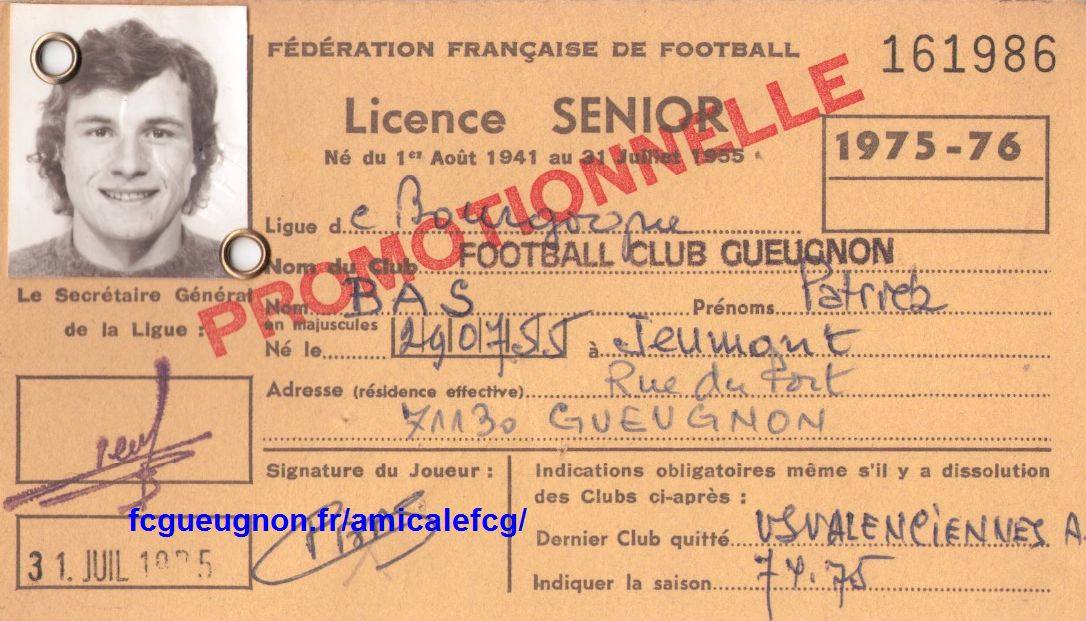 FÉDÉRATION FRANÇAISE DE FOOTBALL
161986
Licence SENIOR
PROMOTIONNELLE
Né du 1er Août 1941 au 31 Juillet 1955
1975-76
Ligue de Bourgogne
Nom du Club FOOTBALL CLUB GUEUGNON
Nom BAS Prénoms Patrick
en majuscules
Né le 29 07 55 à Jeumont
Adresse (résidence effective) Rue du Port
71130 GUEUGNON
Le Secrétaire Général
de la Ligue :
Signature du Joueur :
PBAS
Indications obligatoires même s'il y a dissolution
des Clubs ci-après :
Dernier Club quitté USVALENCIENNES A.
Indiquer la saison 74.75
fcgueugnon.fr/amicalefcg/
31. JUIL 1975